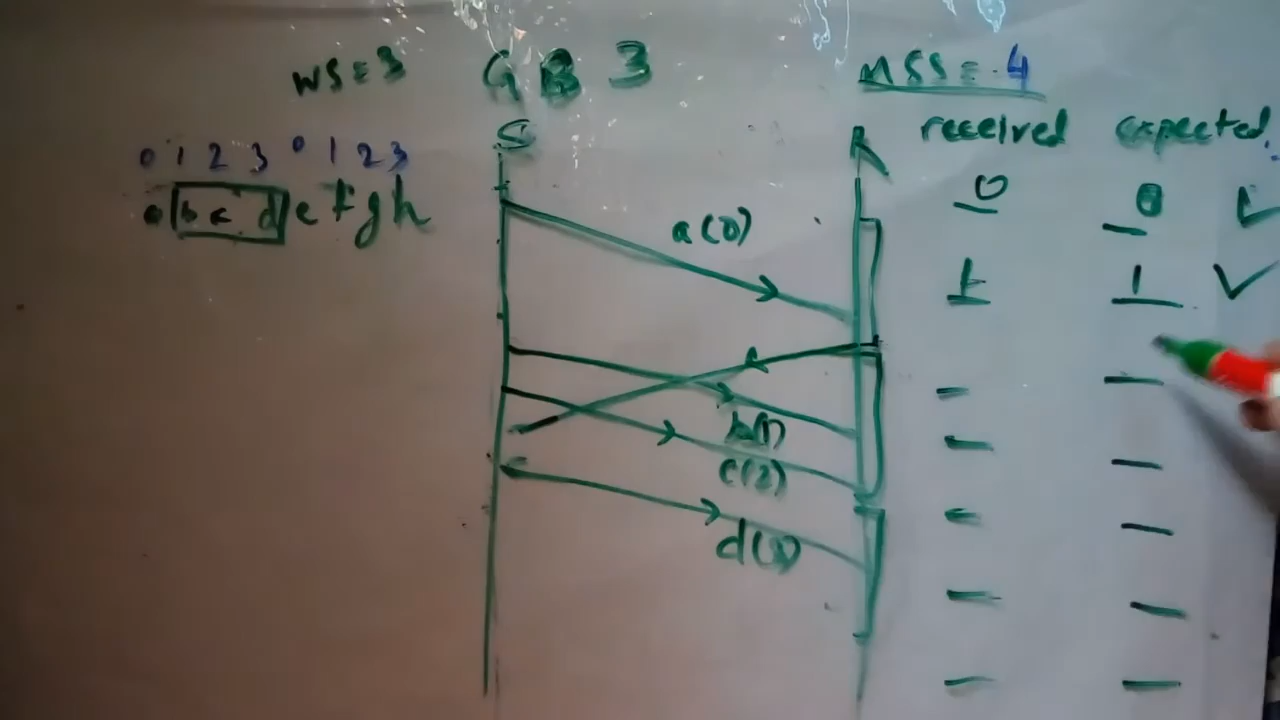 WS = 3 GB 3 MSS = 4
S R received expected
0 1 2 3 0 1 2 3
a b c d e f g h
0 0
1 1
a(0)
b(1)
c(2)
d(3)